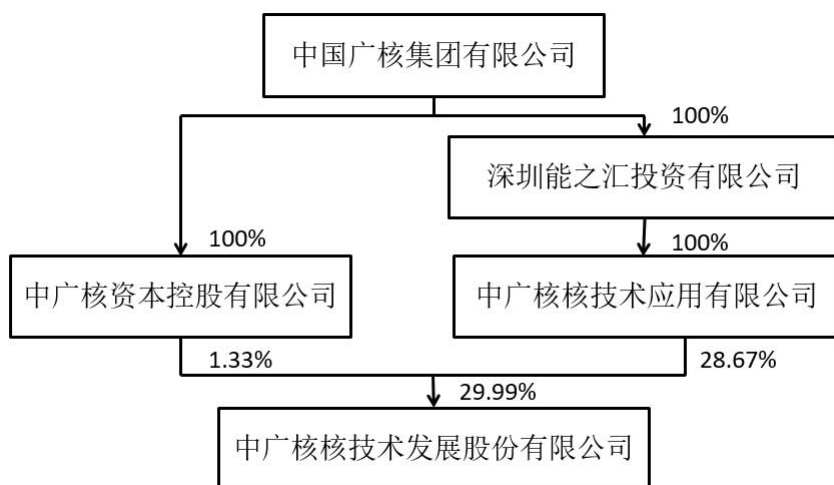 中国广核集团有限公司
100%
深圳能之汇投资有限公司
100%
100%
中广核资本控股有限公司
中广核核技术应用有限公司
1.33%
28.67%
29.99%
中广核核技术发展股份有限公司